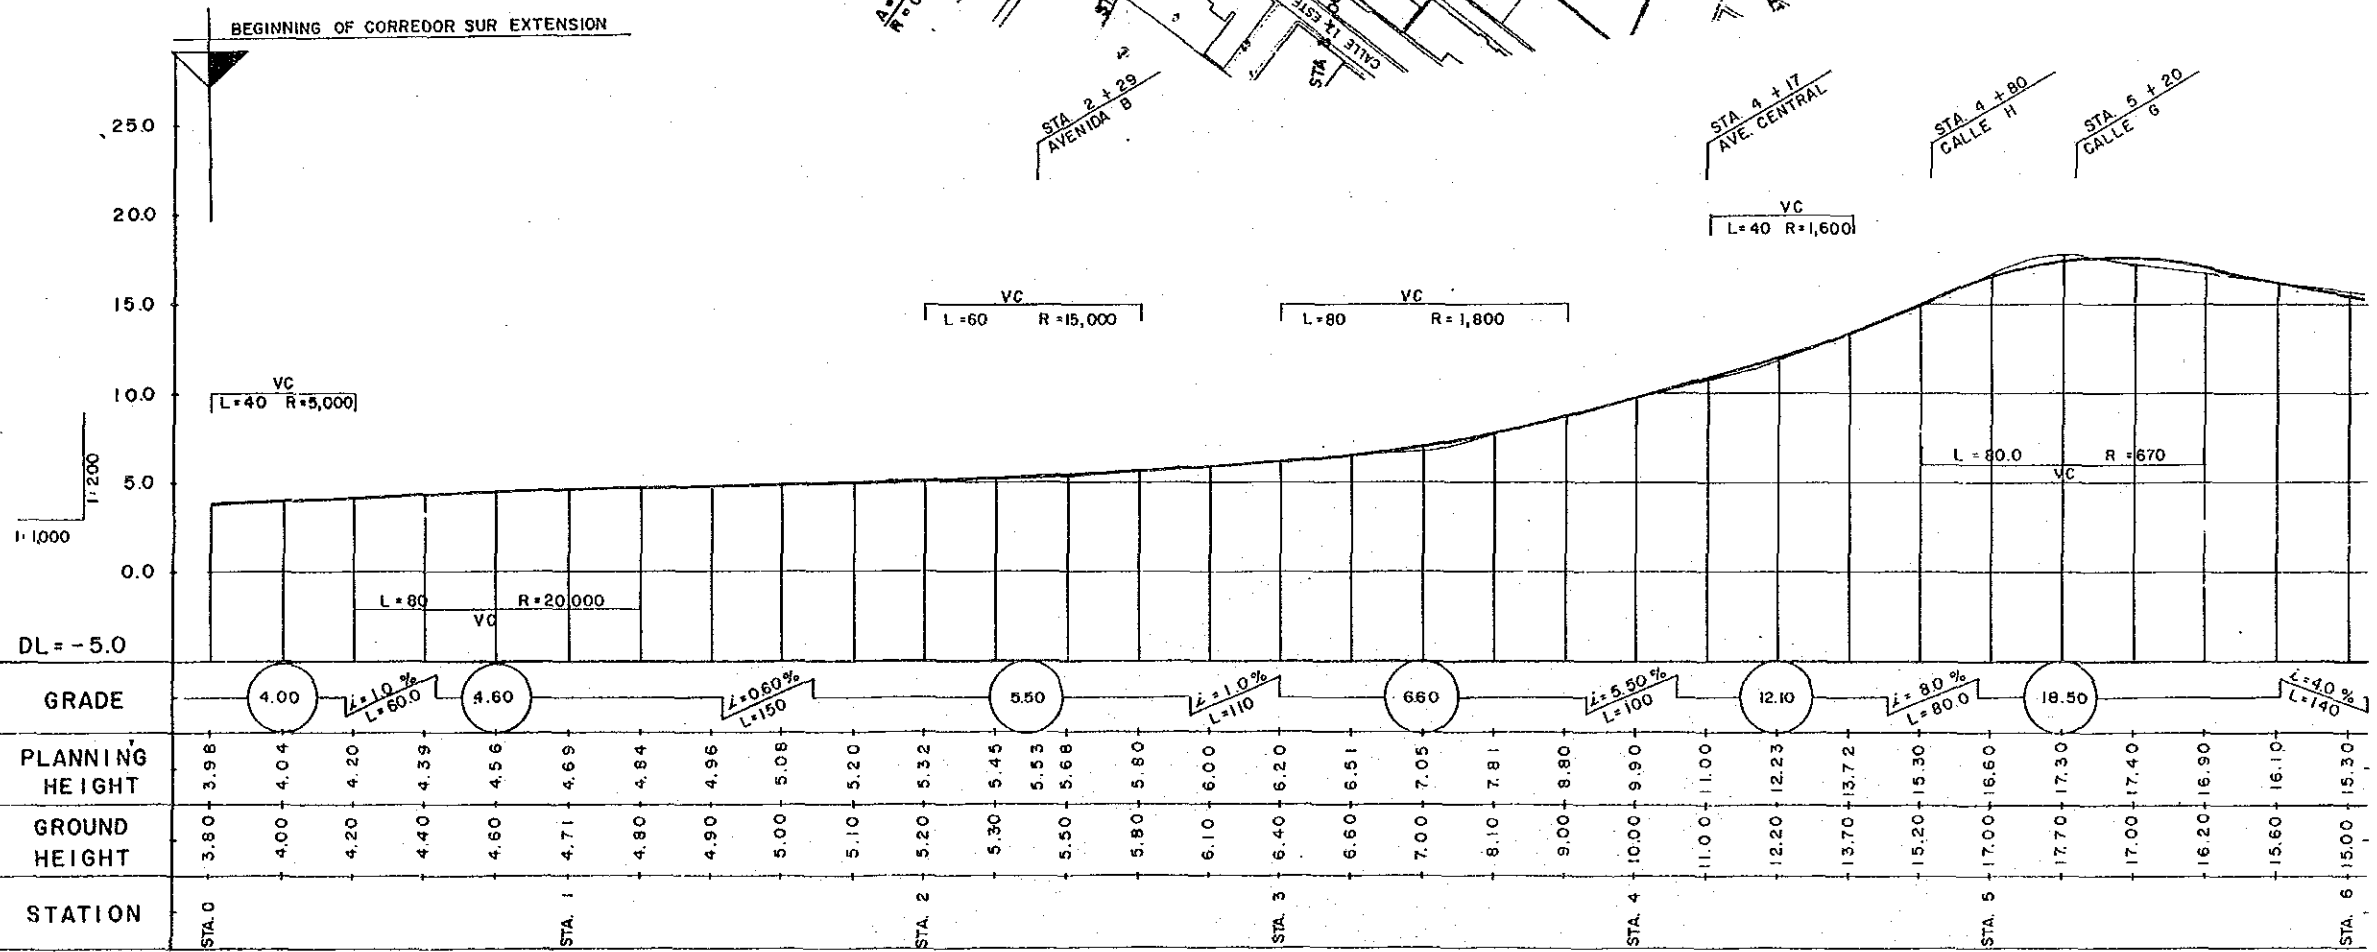 BEGINNING OF CORREDOR SUR EXTENSION
CALLE 12 ESTE
STA
STA. 2 + 29
AVENIDA B
STA. 4 + 17
AVE. CENTRAL
STA. 4 + 80
CALLE H
STA. 5 + 20
CALLE G
25.0
20.0
15.0
10.0
5.0
0.0
DL = -5.0
1:200
1:1,000
VC
L=40 R=5,000
L=80 R=20,000
VC
VC
L=60 R=15,000
VC
L=80 R=1,800
VC
L=40 R=1,600
L=80.0 R=670
VC
GRADE
4.00 i=1.0% L=60.0 4.60 i=0.60% L=150 5.50 i=1.0% L=110 6.60 i=5.50% L=100 12.10 i=8.0% L=80.0 18.50 i=4.0% L=140
PLANNING HEIGHT
3.98 4.04 4.20 4.39 4.56 4.69 4.84 4.96 5.08 5.20 5.32 5.45 5.53 5.68 5.80 6.00 6.20 6.51 7.05 7.81 8.80 9.90 11.00 12.23 13.72 15.30 16.60 17.30 17.40 16.90 16.10 15.30
GROUND HEIGHT
3.80 4.00 4.20 4.40 4.60 4.71 4.80 4.90 5.00 5.10 5.20 5.30 5.50 5.80 6.10 6.40 6.60 7.00 8.10 9.00 10.00 11.00 12.20 13.70 15.20 17.00 17.70 17.00 16.20 15.60 15.00
STATION
STA. 0 STA. 1 STA. 2 STA. 3 STA. 4 STA. 5 STA. 6